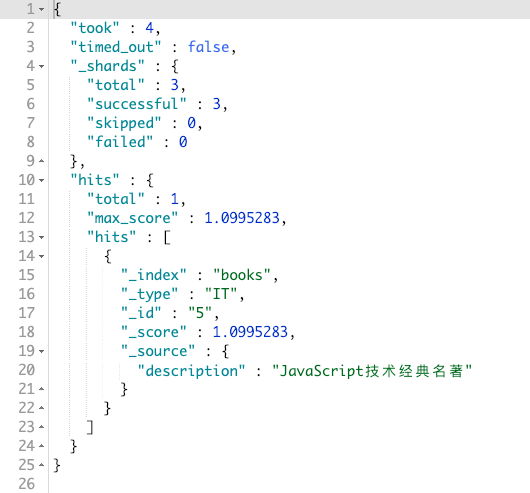 1 {
2 "took" : 4,
3 "timed_out" : false,
4 "_shards" : {
5 "total" : 3,
6 "successful" : 3,
7 "skipped" : 0,
8 "failed" : 0
9 },
10 "hits" : {
11 "total" : 1,
12 "max_score" : 1.0995283,
13 "hits" : [
14 {
15 "_index" : "books",
16 "_type" : "IT",
17 "_id" : "5",
18 "_score" : 1.0995283,
19 "_source" : {
20 "description" : "JavaScript技术经典名著"
21 }
22 }
23 ]
24 }
25 }
26